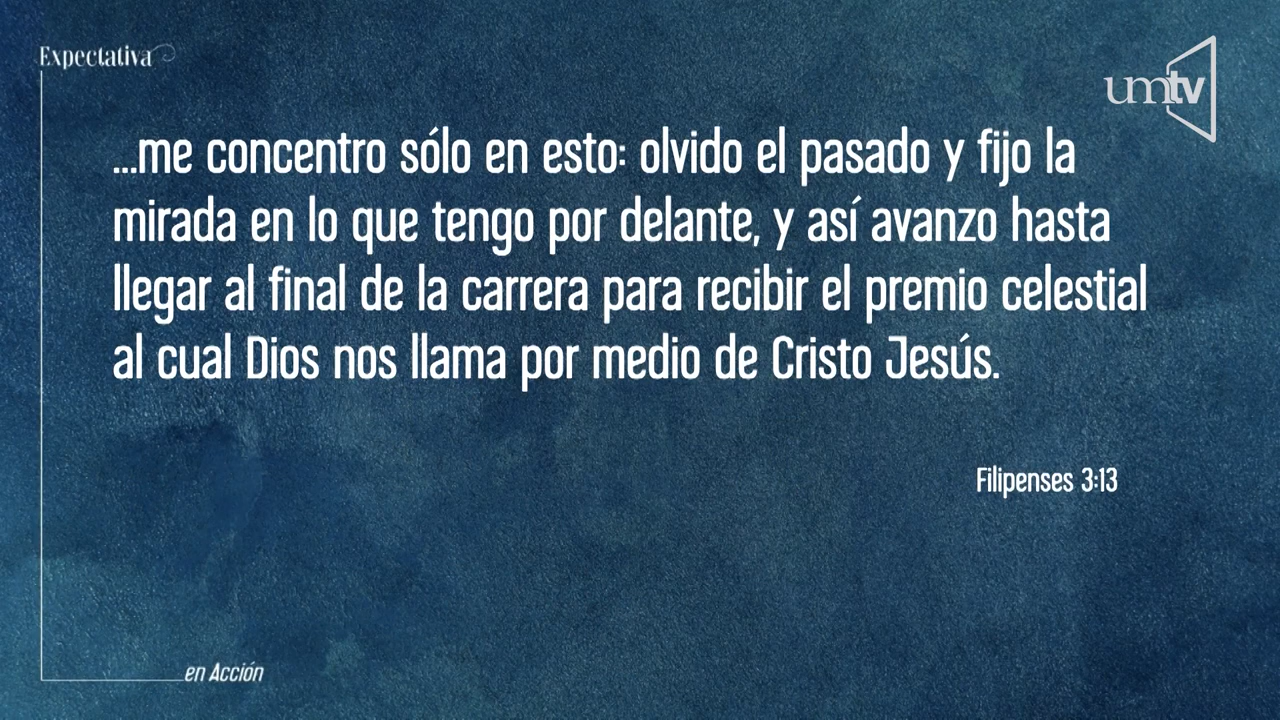 Expectativa
umtv
...me concentro sólo en esto: olvido el pasado y fijo la
mirada en lo que tengo por delante, y así avanzo hasta
llegar al final de la carrera para recibir el premio celestial
al cual Dios nos llama por medio de Cristo Jesús.
Filipenses 3:13
en Acción